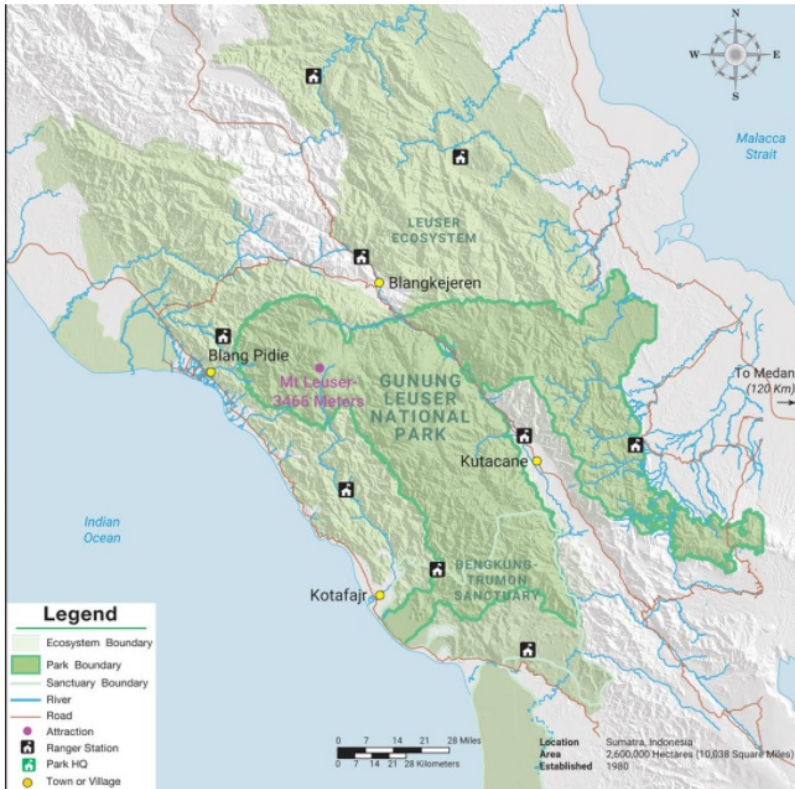 N
W E
S
Malacca
Strait
LEUSER
ECOSYSTEM
Blangkejeren
Blang Pidie
Mt Leuser-
3466 Meters
GUNUNG
LEUSER
NATIONAL
PARK
To Medan
(120 Km)
Kutacane
Indian
Ocean
BENGKUNG-
TRUMON
SANCTUARY
Kotafajr
Legend
Ecosystem Boundary
Park Boundary
Sanctuary Boundary
River
Road
Attraction
Ranger Station
Park HQ
Town or Village
0 7 14 21 28 Miles
0 7 14 21 28 Kilometers
Location Sumatra, Indonesia
Area 2,600,000 Hectares (10,038 Square Miles)
Established 1980